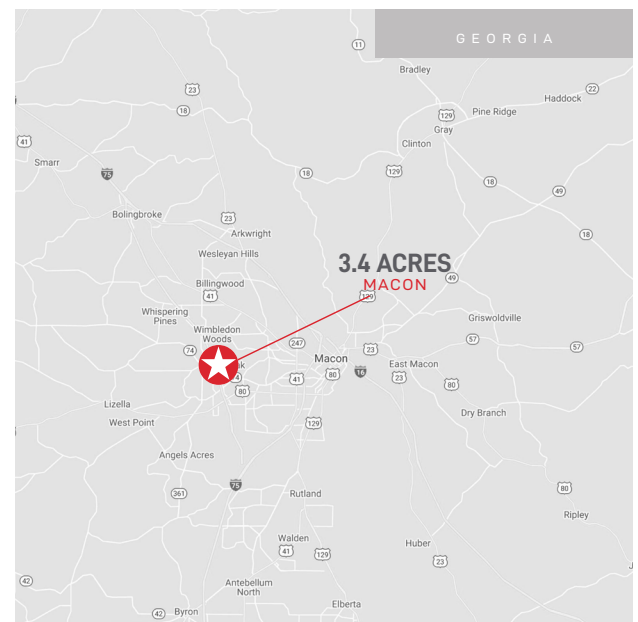 GEORGIA
11
Bradley
23
22
Haddock
18
129
Pine Ridge
Gray
41
Clinton
Smarr
75
18
129
18
49
Bolingbroke
23
18
Arkwright
Wesleyan Hills
3.4 ACRES
49
Billingwood
MACON
41
129
Whispering
Pines
Griswoldville
Wimbledon
Woods
74
247
23
57
57
Macon
80
16
East Macon
41
23
80
80
Lizella
West Point
129
Dry Branch
Angels Acres
75
361
80
Rutland
Ripley
Walden
41
129
Huber
23
42
Antebellum
North
42
Byron
Elberta